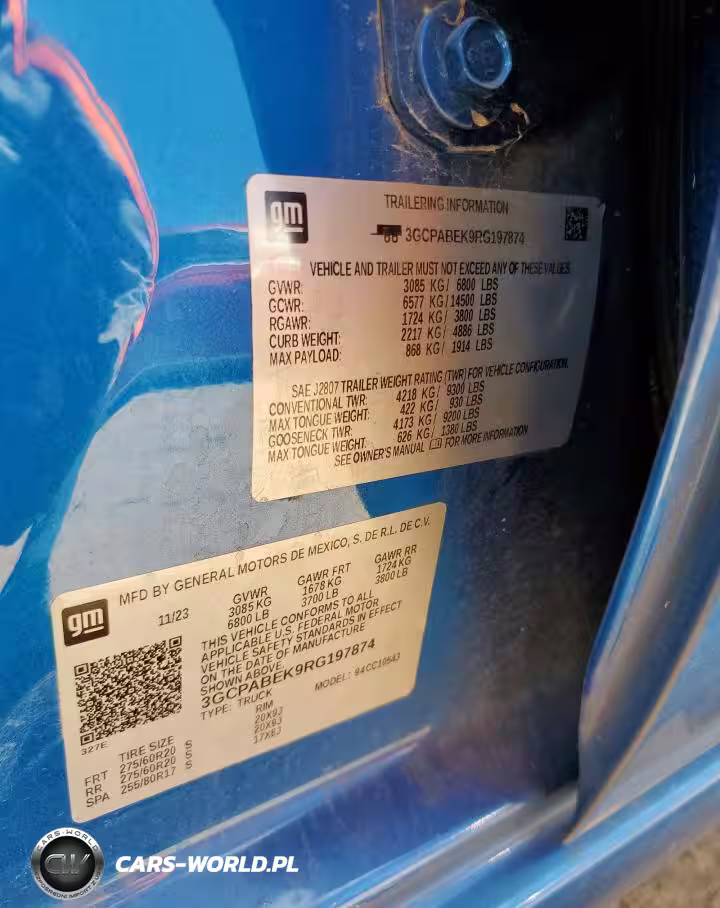 gm
TRAILERING INFORMATION
3GCPABEK9RG197874
VEHICLE AND TRAILER MUST NOT EXCEED ANY OF THESE VALUES.
GVWR: 3085 KG/ 6800 LBS
GCWR: 6577 KG/14500 LBS
RGAWR: 1724 KG/ 3800 LBS
CURB WEIGHT: 2217 KG/ 4886 LBS
MAX PAYLOAD: 868 KG/ 1914 LBS
SAE J2807 TRAILER WEIGHT RATING (TWR) FOR VEHICLE CONFIGURATION.
CONVENTIONAL TWR: 4218 KG/ 9300 LBS
MAX TONGUE WEIGHT: 422 KG/ 930 LBS
GOOSENECK TWR: 4173 KG/ 9200 LBS
MAX TONGUE WEIGHT: 626 KG/ 1380 LBS
SEE OWNER'S MANUAL FOR MORE INFORMATION
gm
MFD BY GENERAL MOTORS DE MEXICO, S. DE R.L. DE C.V.
11/23
GVWR GAWR FRT GAWR RR
3085 KG 1678 KG 1724 KG
6800 LB 3700 LB 3800 LB
THIS VEHICLE CONFORMS TO ALL
APPLICABLE U.S. FEDERAL MOTOR
VEHICLE SAFETY STANDARDS IN EFFECT
ON THE DATE OF MANUFACTURE
SHOWN ABOVE.
3GCPABEK9RG197874
TYPE: TRUCK MODEL: 94CC10543
327E
TIRE SIZE RIM
FRT 275/60R20 S 20X9J
RR 275/60R20 S 20X9J
SPA 255/80R17 S 17X8J
CARS-WORLD
CW
CARS-WORLD.PL